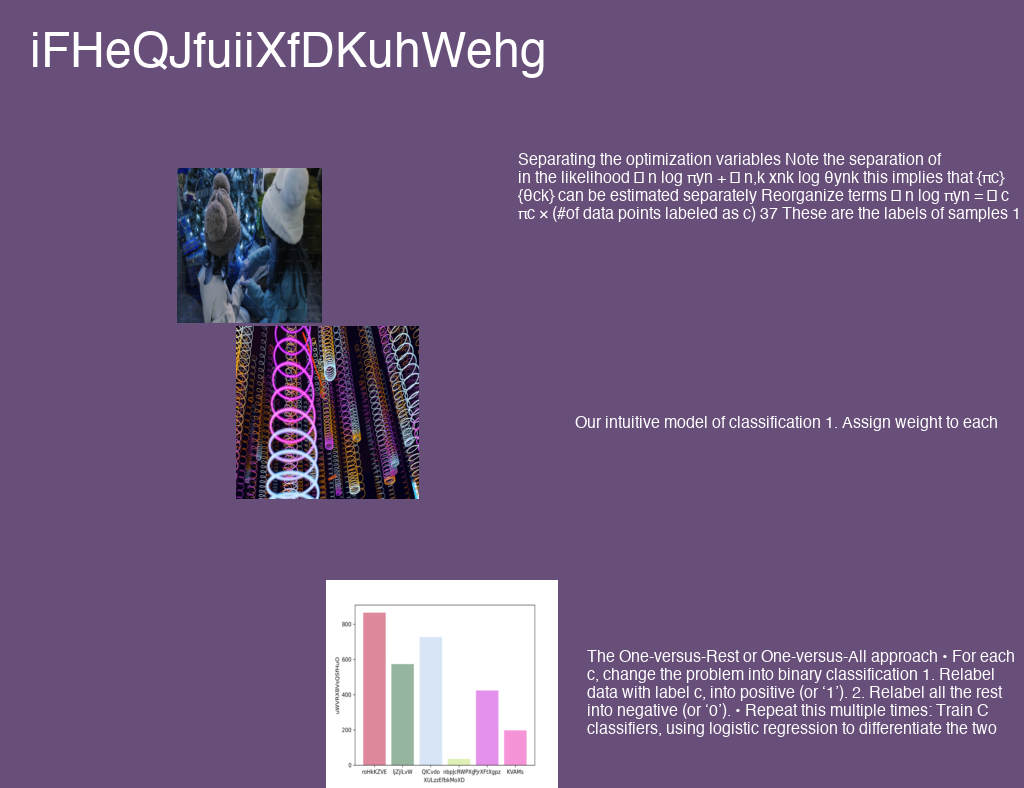 iFHeQJfuiiXfDKuhWehg
Separating the optimization variables Note the separation of
in the likelihood � n log πyn + � n,k xnk log θynk this implies that {πc}
{θck} can be estimated separately Reorganize terms � n log πyn = � c
πc × (#of data points labeled as c) 37 These are the labels of samples 1
Our intuitive model of classification 1. Assign weight to each
The One-versus-Rest or One-versus-All approach • For each
c, change the problem into binary classification 1. Relabel
data with label c, into positive (or ‘1’). 2. Relabel all the rest
into negative (or ‘0’). • Repeat this multiple times: Train C
classifiers, using logistic regression to differentiate the two
800
600
400
200
0
roHkKZVE
QlCvdo
KVAMs